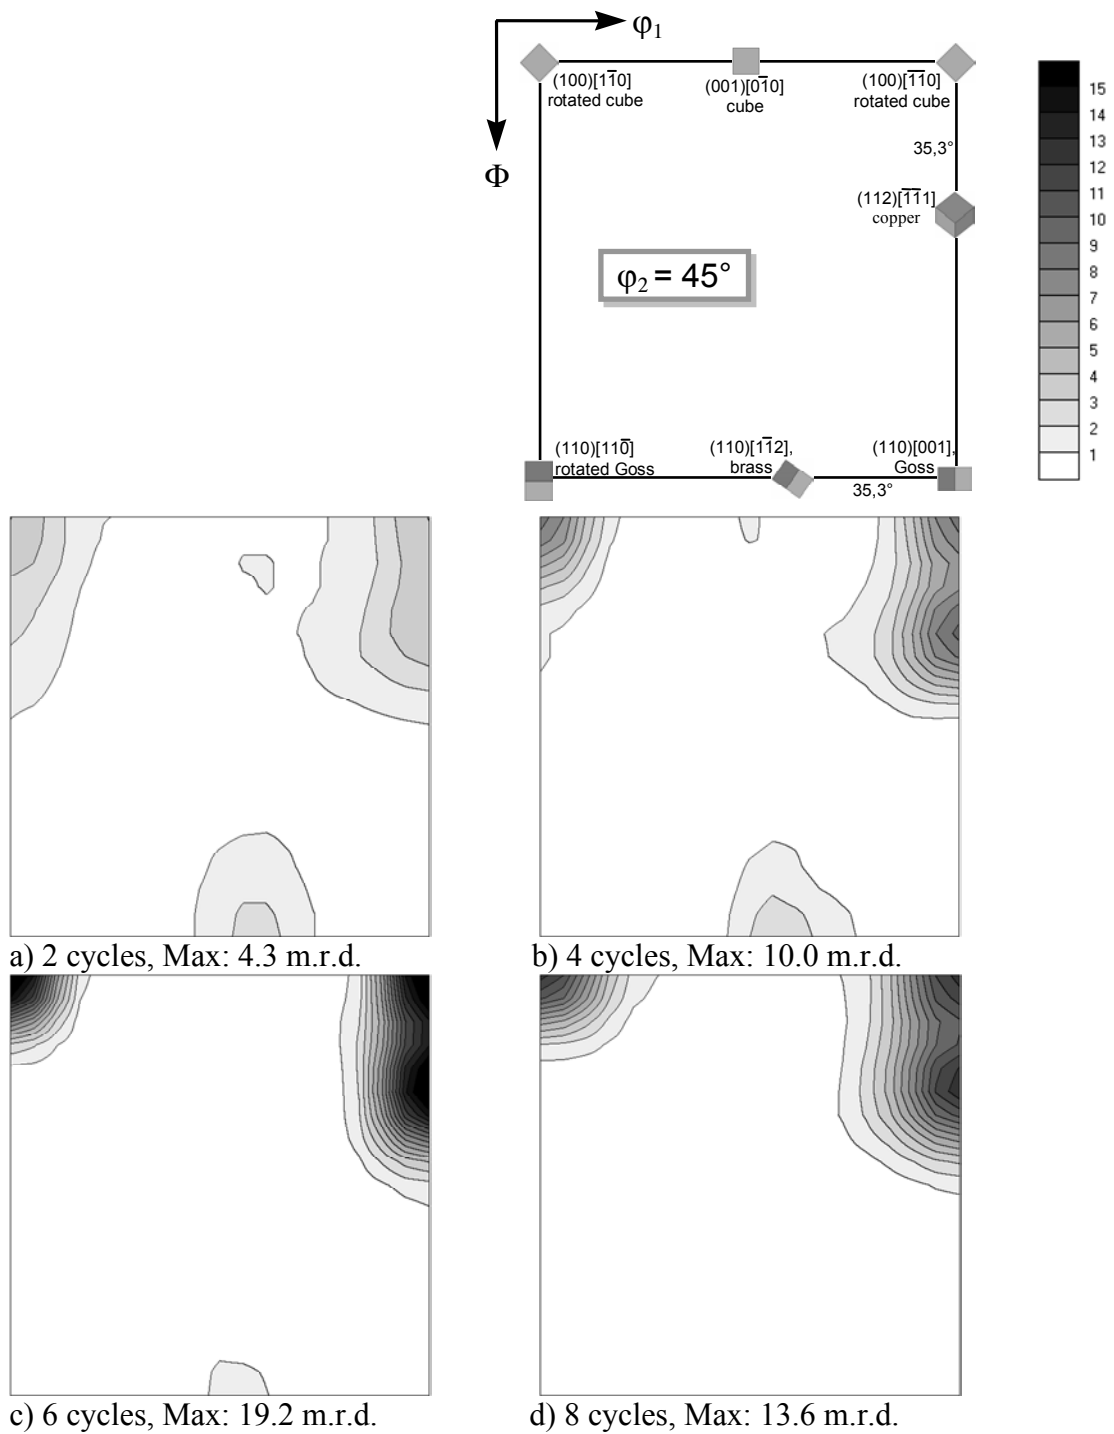 φ₁
Φ
(100)[11̅0]
rotated cube
(001)[01̅0]
cube
(100)[1̅1̅0]
rotated cube
35,3°
(112)[1̅1̅1]
copper
φ₂ = 45°
(110)[110̅]
rotated Goss
(110)[11̅2],
brass
(110)[001],
Goss
35,3°
15
14
13
12
11
10
9
8
7
6
5
4
3
2
1
a) 2 cycles, Max: 4.3 m.r.d.
b) 4 cycles, Max: 10.0 m.r.d.
c) 6 cycles, Max: 19.2 m.r.d.
d) 8 cycles, Max: 13.6 m.r.d.